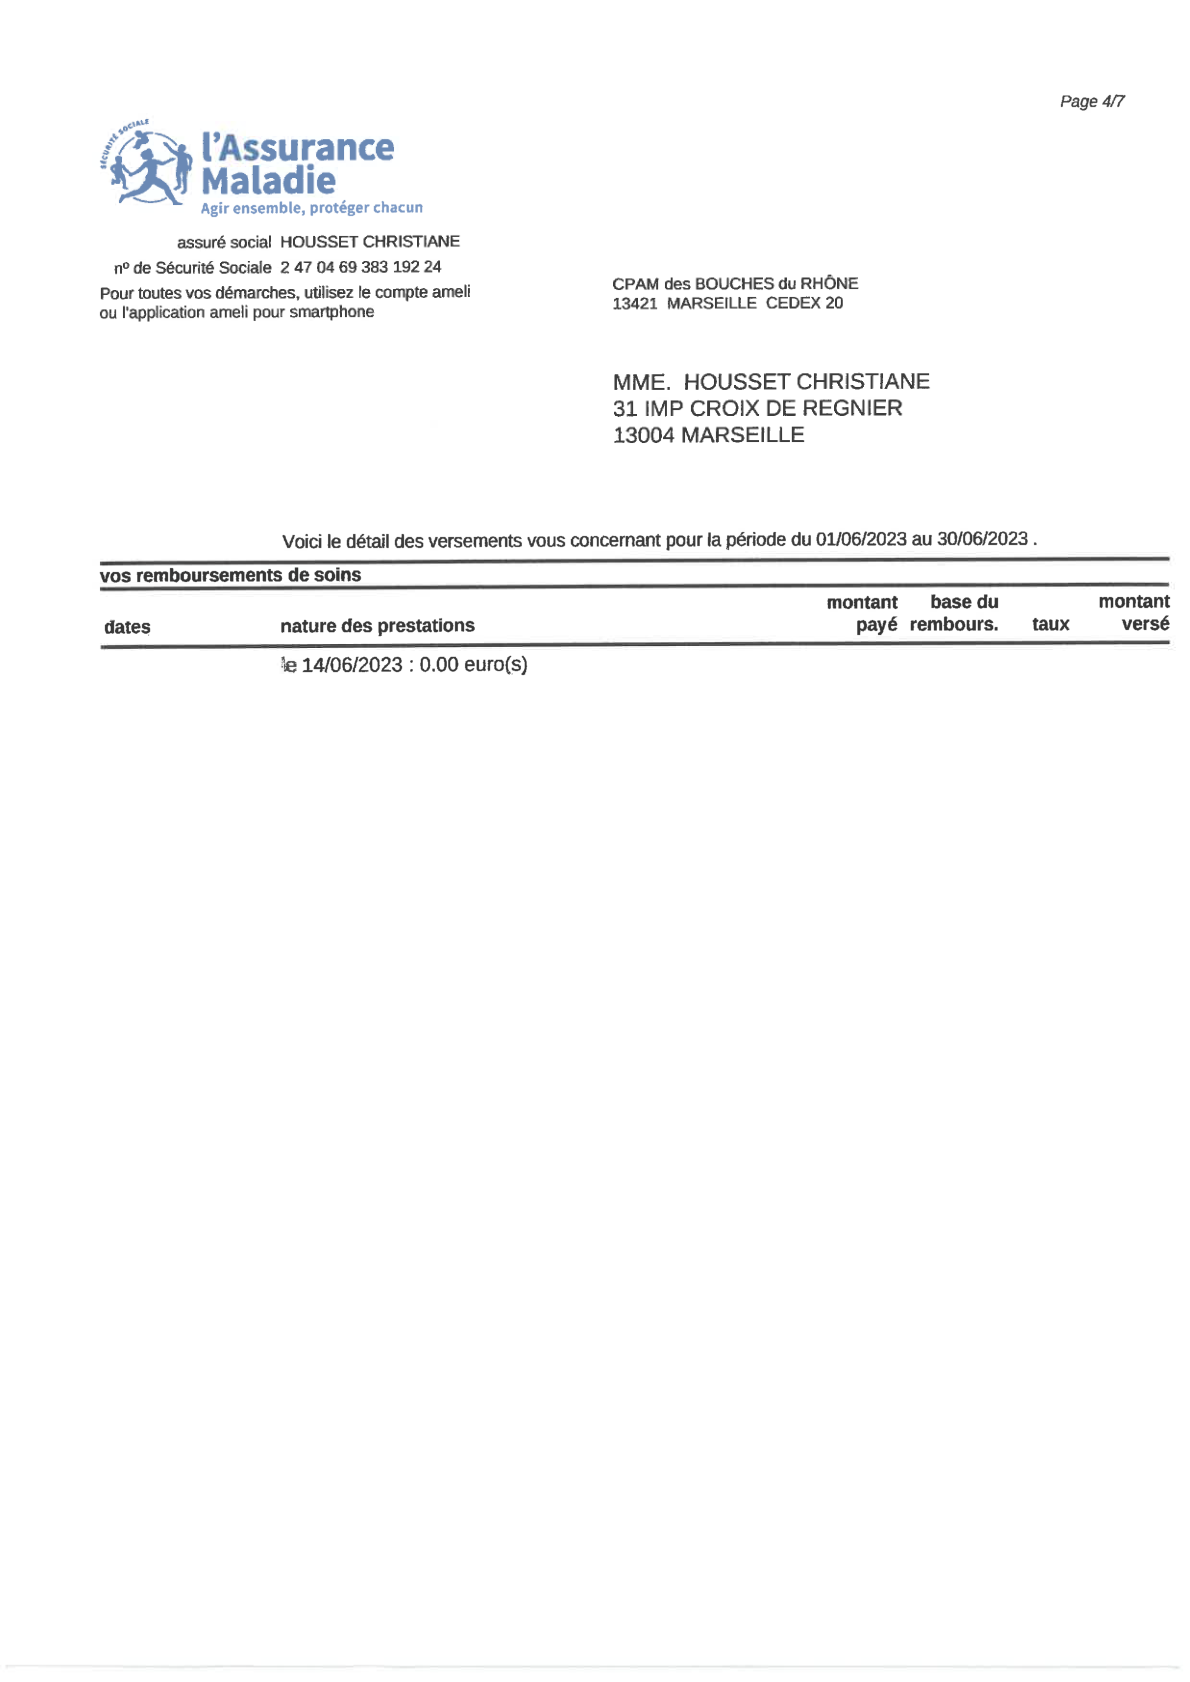 Page 4/7
SÉCURITÉ SOCIALE
l'Assurance
Maladie
Agir ensemble, protéger chacun
assuré social HOUSSET CHRISTIANE
nº de Sécurité Sociale 2 47 04 69 383 192 24
Pour toutes vos démarches, utilisez le compte ameli
ou l'application ameli pour smartphone
CPAM des BOUCHES du RHÔNE
13421 MARSEILLE CEDEX 20
MME. HOUSSET CHRISTIANE
31 IMP CROIX DE REGNIER
13004 MARSEILLE
Voici le détail des versements vous concernant pour la période du 01/06/2023 au 30/06/2023 .
vos remboursements de soins
montant base du montant
dates nature des prestations payé rembours. taux versé
le 14/06/2023 : 0.00 euro(s)